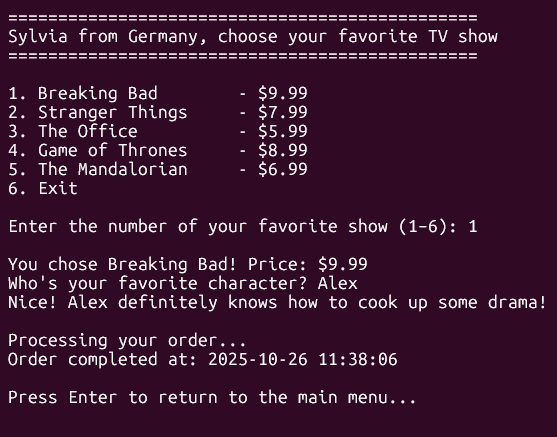 ===============================================
Sylvia from Germany, choose your favorite TV show
===============================================
1. Breaking Bad        - $9.99
2. Stranger Things     - $7.99
3. The Office          - $5.99
4. Game of Thrones     - $8.99
5. The Mandalorian     - $6.99
6. Exit
Enter the number of your favorite show (1-6): 1
You chose Breaking Bad! Price: $9.99
Who's your favorite character? Alex
Nice! Alex definitely knows how to cook up some drama!
Processing your order...
Order completed at: 2025-10-26 11:38:06
Press Enter to return to the main menu...